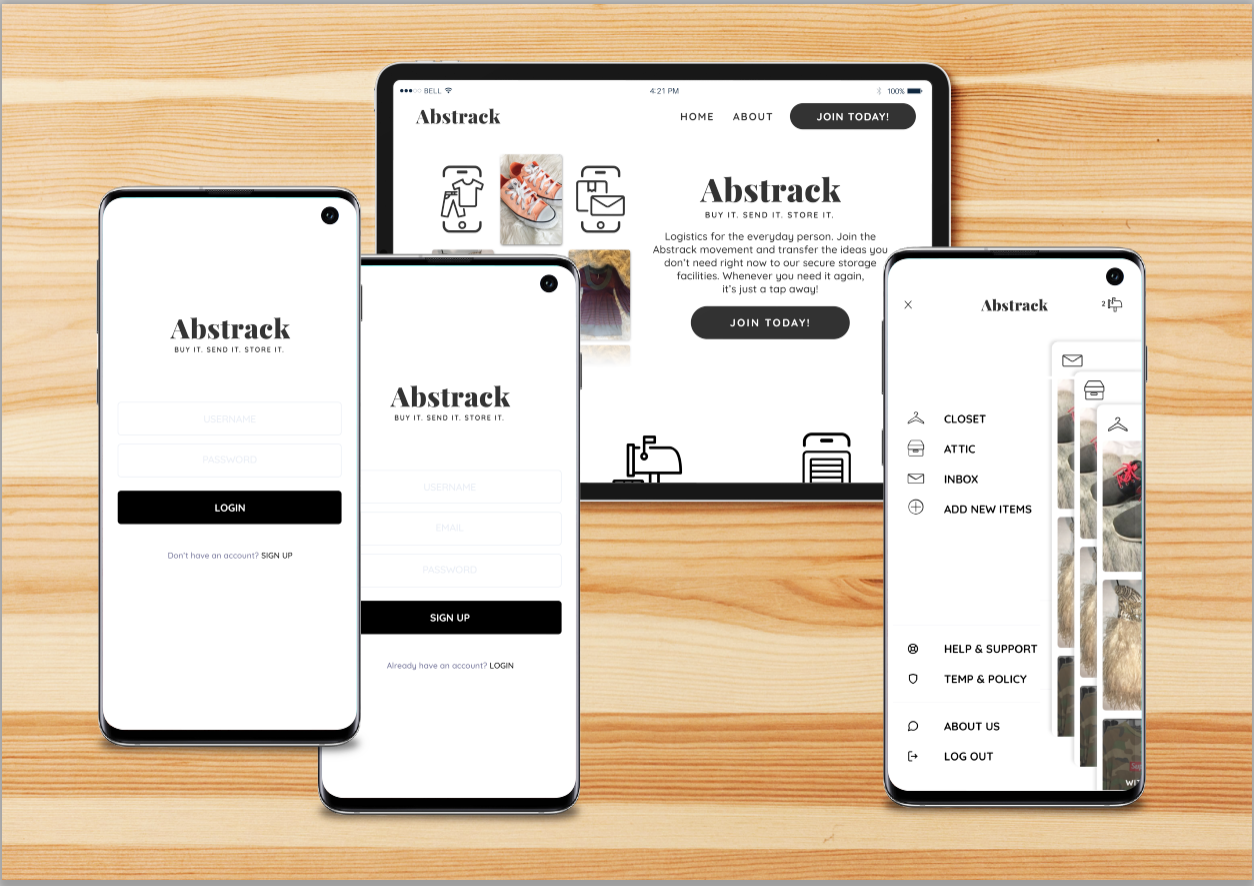 BELL
4:21 PM
100%
Abstrack
HOME
ABOUT
JOIN TODAY!
Abstrack
BUY IT. SEND IT. STORE IT.
Logistics for the everyday person. Join the
Abstrack movement and transfer the ideas you
don't need right now to our secure storage
facilities. Whenever you need it again,
it's just a tap away!
JOIN TODAY!
Abstrack
BUY IT. SEND IT. STORE IT.
USERNAME
PASSWORD
LOGIN
Don't have an account? SIGN UP
Abstrack
BUY IT. SEND IT. STORE IT.
USERNAME
EMAIL
PASSWORD
SIGN UP
Already have an account? LOGIN
Abstrack
2
CLOSET
ATTIC
INBOX
ADD NEW ITEMS
HELP & SUPPORT
TEMP & POLICY
ABOUT US
LOG OUT